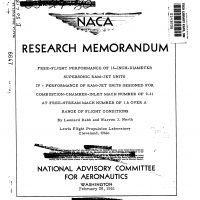 NACA
RESEARCH MEMORANDUM
FREE-FLIGHT PERFORMANCE OF 16-INCH-DIAMETER
SUPERSONIC RAM-JET UNITS
IV - PERFORMANCE OF RAM-JET UNITS DESIGNED FOR
COMBUSTION-CHAMBER-INLET MACH NUMBER OF 0.21
AT FREE-STREAM MACH NUMBER OF 1.6 OVER A
RANGE OF FLIGHT CONDITIONS
By Leonard Rabb and Warren J. North
Lewis Flight Propulsion Laboratory
Cleveland, Ohio
NATIONAL ADVISORY COMMITTEE
FOR AERONAUTICS
WASHINGTON
February 28, 1951